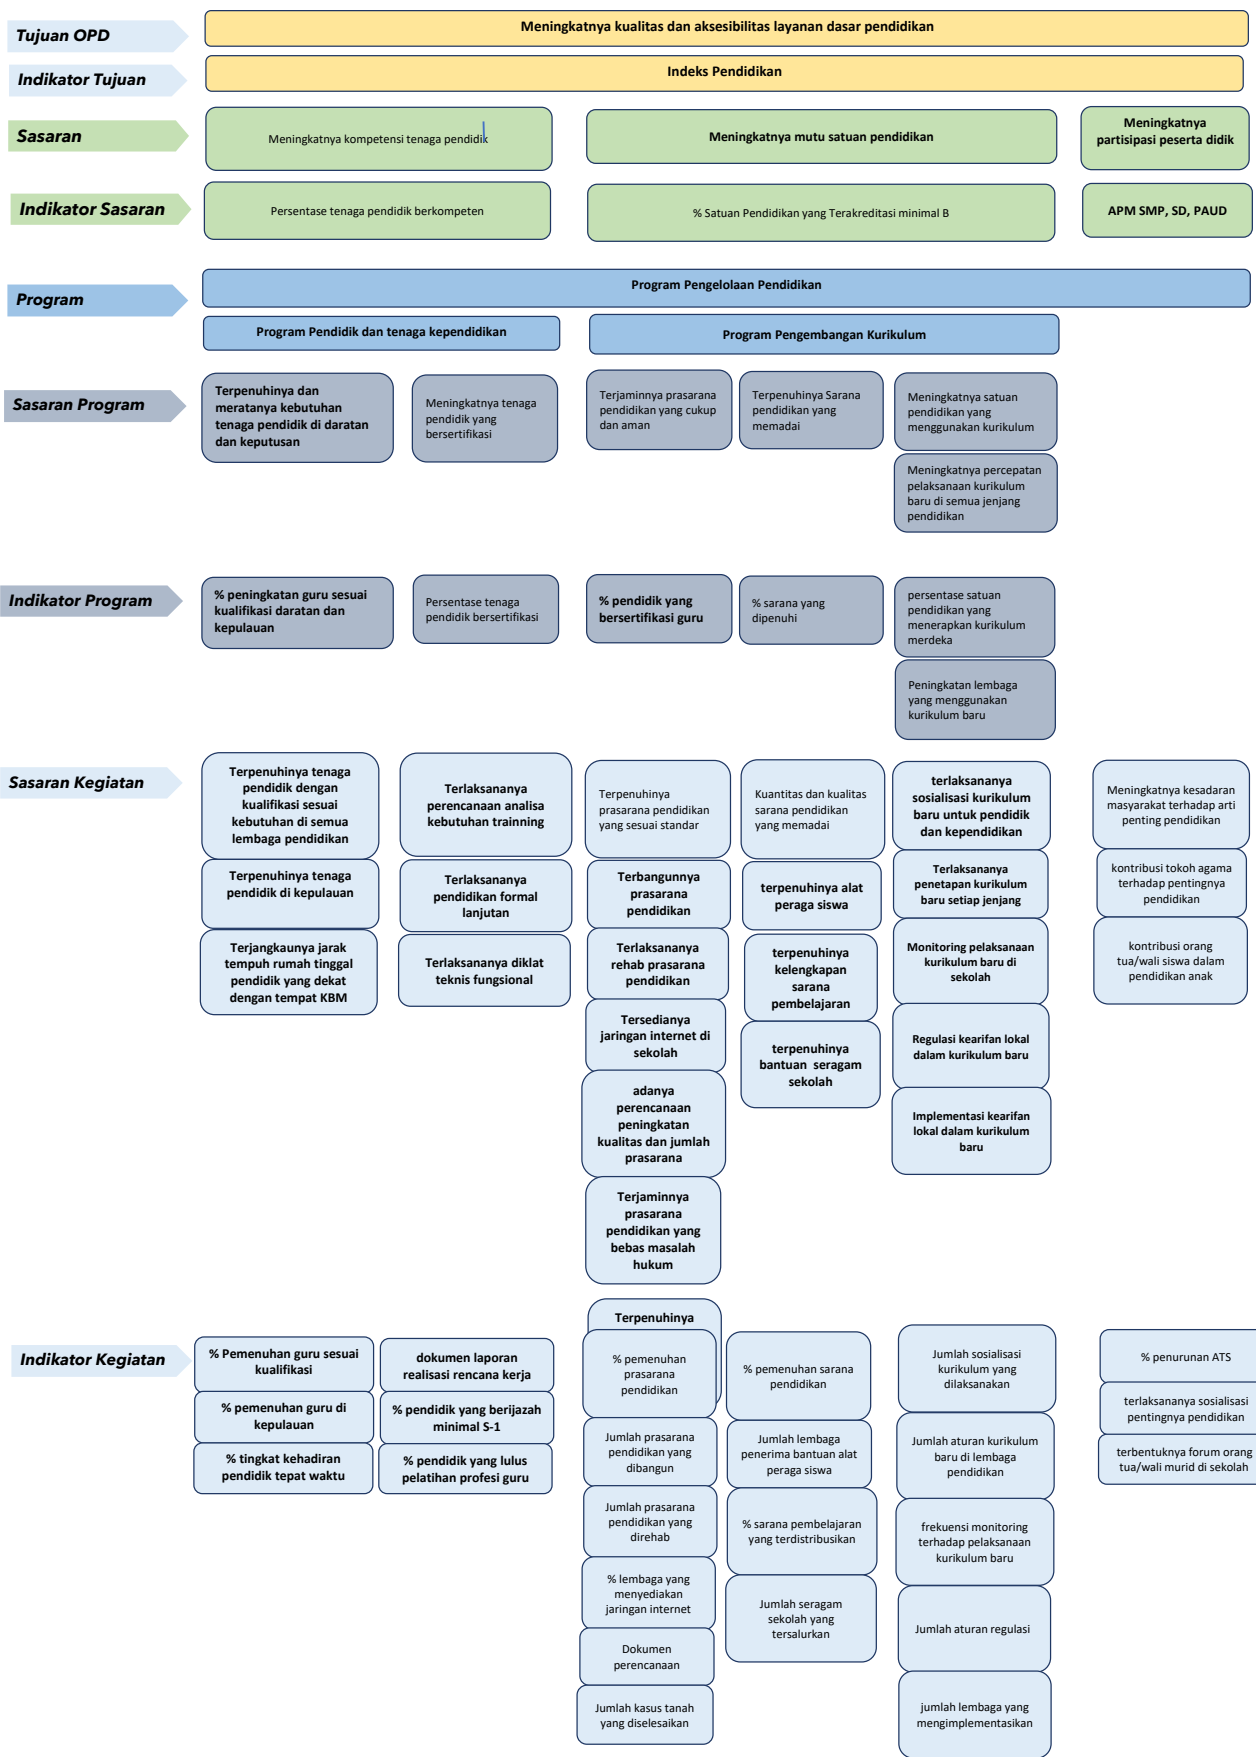 Tujuan OPD
Meningkatnya kualitas dan aksesibilitas layanan dasar pendidikan
Indikator Tujuan
Indeks Pendidikan
Sasaran
Meningkatnya kompetensi tenaga pendidik
Meningkatnya mutu satuan pendidikan
Meningkatnya
partisipasi peserta didik
Indikator Sasaran
Persentase tenaga pendidik berkompeten
% Satuan Pendidikan yang Terakreditasi minimal B
APM SMP, SD, PAUD
Program
Program Pengelolaan Pendidikan
Program Pendidik dan tenaga kependidikan
Program Pengembangan Kurikulum
Sasaran Program
Terpenuhinya dan
meratanya kebutuhan
tenaga pendidik di daratan
dan keputusan
Meningkatnya tenaga
pendidik yang
bersertifikasi
Terjaminnya prasarana
pendidikan yang cukup
dan aman
Terpenuhinya Sarana
pendidikan yang
memadai
Meningkatnya satuan
pendidikan yang
menggunakan kurikulum
Meningkatnya percepatan
pelaksanaan kurikulum
baru di semua jenjang
pendidikan
Indikator Program
% peningkatan guru sesuai
kualifikasi daratan dan
kepulauan
Persentase tenaga
pendidik bersertifikasi
% pendidik yang
bersertifikasi guru
% sarana yang
dipenuhi
persentase satuan
pendidikan yang
menerapkan kurikulum
merdeka
Peningkatan lembaga
yang menggunakan
kurikulum baru
Sasaran Kegiatan
Terpenuhinya tenaga
pendidik dengan
kualifikasi sesuai
kebutuhan di semua
lembaga pendidikan
Terpenuhinya tenaga
pendidik di kepulauan
Terjangkaunya jarak
tempuh rumah tinggal
pendidik yang dekat
dengan tempat KBM
Terlaksananya
perencanaan analisa
kebutuhan trainning
Terlaksananya
pendidikan formal
lanjutan
Terlaksananya diklat
teknis fungsional
Terpenuhinya
prasarana pendidikan
yang sesuai standar
Terbangunnya
prasarana
pendidikan
Terlaksananya
rehab prasarana
pendidikan
Tersedianya
jaringan internet di
sekolah
adanya
perencanaan
peningkatan
kualitas dan jumlah
prasarana
Terjaminnya
prasarana
pendidikan yang
bebas masalah
hukum
Kuantitas dan kualitas
sarana pendidikan
yang memadai
terpenuhinya alat
peraga siswa
terpenuhinya
kelengkapan
sarana
pembelajaran
terpenuhinya
bantuan seragam
sekolah
terlaksananya
sosialisasi kurikulum
baru untuk pendidik
dan kependidikan
Terlaksananya
penetapan kurikulum
baru setiap jenjang
Monitoring pelaksanaan
kurikulum baru di
sekolah
Regulasi kearifan lokal
dalam kurikulum baru
Implementasi kearifan
lokal dalam kurikulum
baru
Meningkatnya kesadaran
masyarakat terhadap arti
penting pendidikan
kontribusi tokoh agama
terhadap pentingnya
pendidikan
kontribusi orang
tua/wali siswa dalam
pendidikan anak
Indikator Kegiatan
% Pemenuhan guru sesuai
kualifikasi
% pemenuhan guru di
kepulauan
% tingkat kehadiran
pendidik tepat waktu
dokumen laporan
realisasi rencana kerja
% pendidik yang berijazah
minimal S-1
% pendidik yang lulus
pelatihan profesi guru
Terpenuhinya
% pemenuhan
prasarana
pendidikan
Jumlah prasarana
pendidikan yang
dibangun
Jumlah prasarana
pendidikan yang
direhab
% lembaga yang
menyediakan
jaringan internet
Dokumen
perencanaan
Jumlah kasus tanah
yang diselesaikan
% pemenuhan sarana
pendidikan
Jumlah lembaga
penerima bantuan alat
peraga siswa
% sarana pembelajaran
yang terdistribusikan
Jumlah seragam
sekolah yang
tersalurkan
Jumlah sosialisasi
kurikulum yang
dilaksanakan
Jumlah aturan kurikulum
baru di lembaga
pendidikan
frekuensi monitoring
terhadap pelaksanaan
kurikulum baru
Jumlah aturan regulasi
jumlah lembaga yang
mengimplementasikan
% penurunan ATS
terlaksananya sosialisasi
pentingnya pendidikan
terbentuknya forum orang
tua/wali murid di sekolah